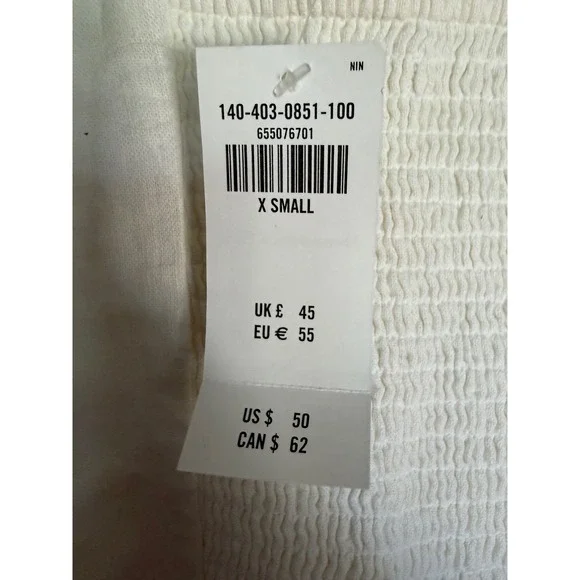 NIN
140-403-0851-100
655076701
X SMALL
UK £ 45
EU € 55
US $ 50
CAN $ 62